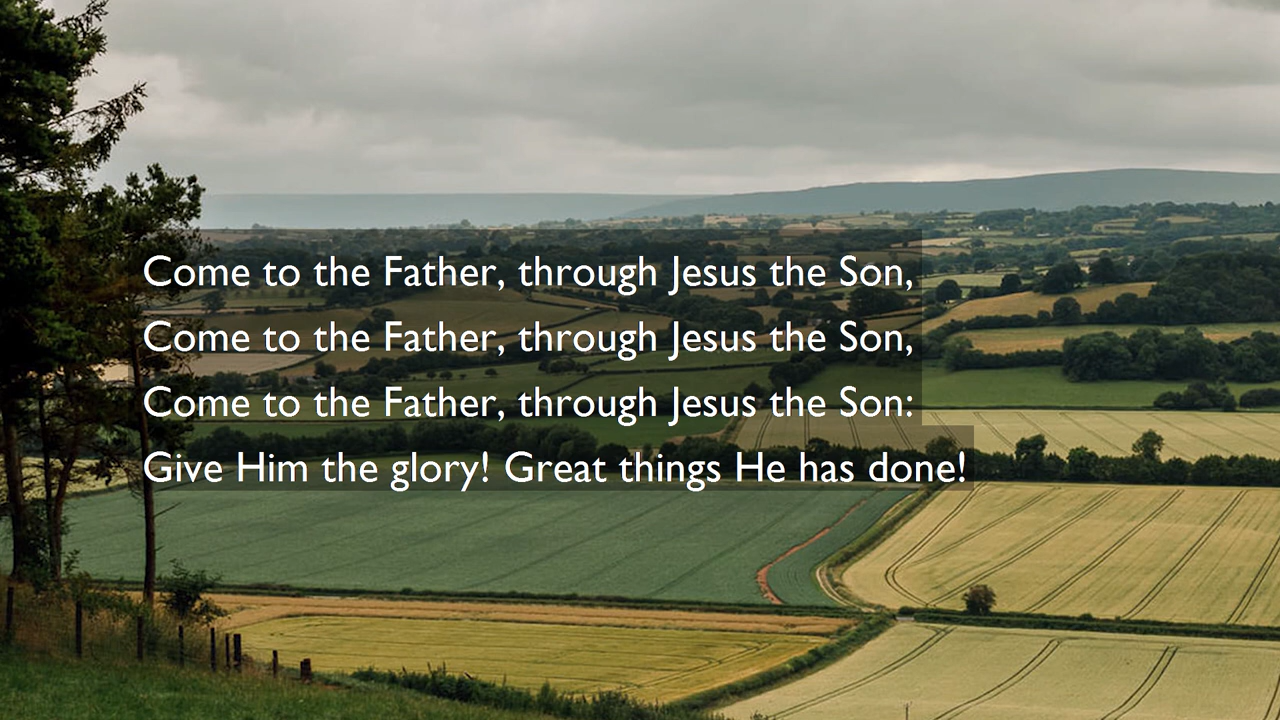 Come to the Father, through Jesus the Son,
Come to the Father, through Jesus the Son,
Come to the Father, through Jesus the Son:
Give Him the glory! Great things He has done!